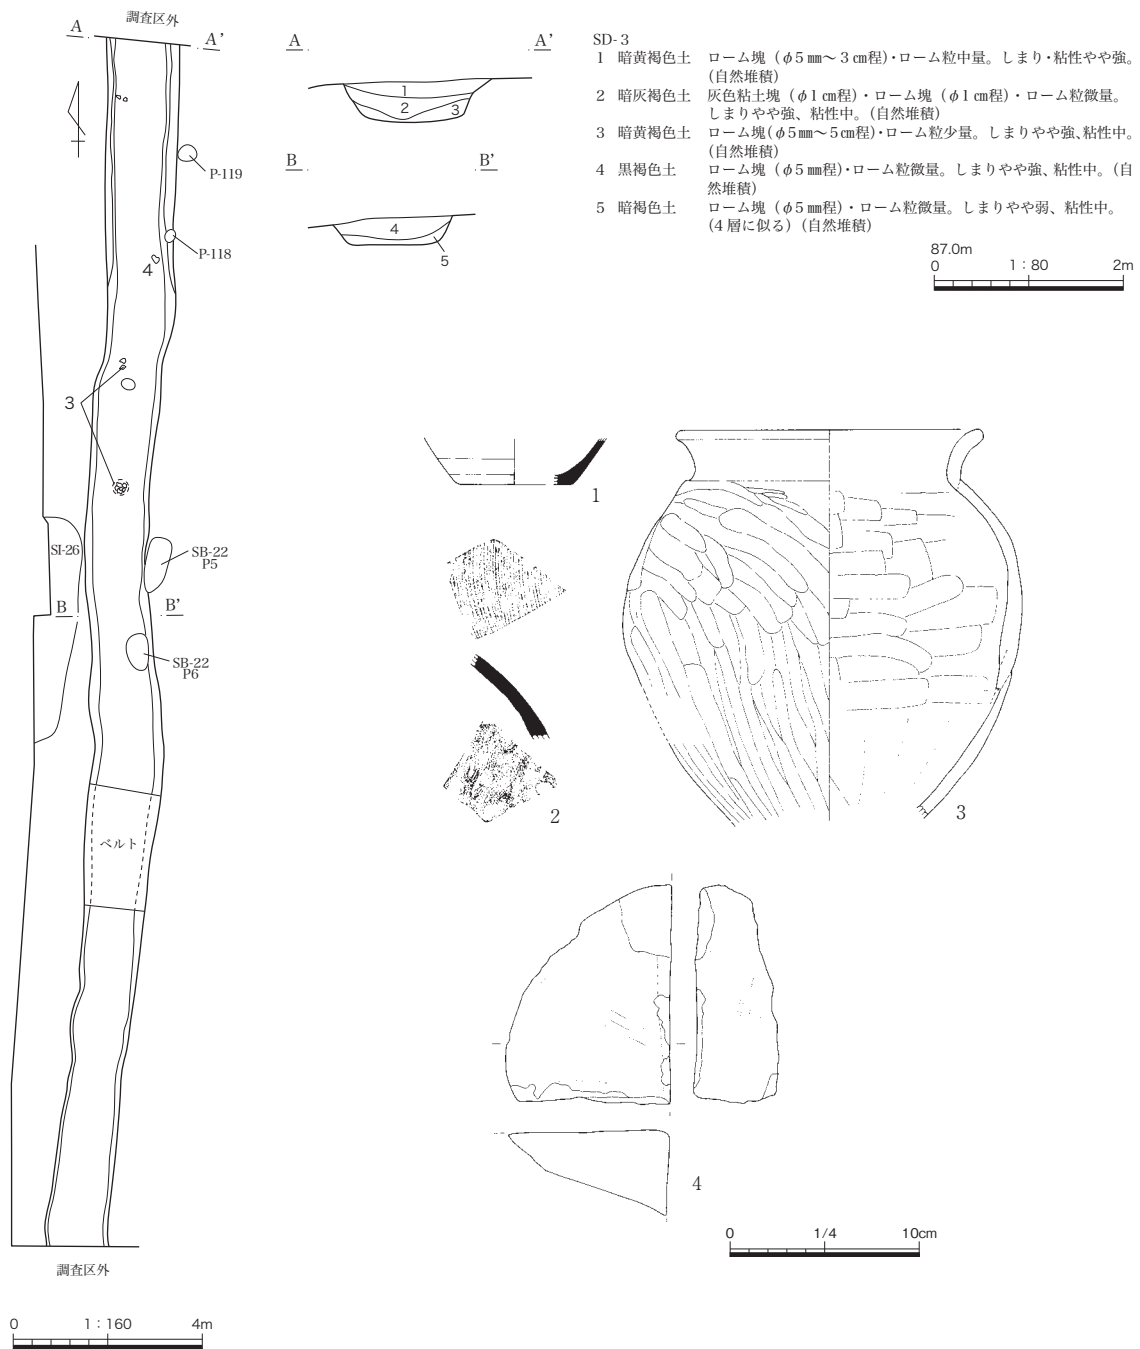 調査区外
A
A’
P-119
P-118
4
3
SI-26
SB-22
P5
B
B’
SB-22
P6
ベルト
調査区外
0
1：160
4m
A
A’
1
2
3
B
B’
4
5
SD-3
1 暗黄褐色土 ローム塊（φ5㎜～3㎝程）・ローム粒中量。しまり・粘性やや強。
（自然堆積）
2 暗灰褐色土 灰色粘土塊（φ1㎝程）・ローム塊（φ1㎝程）・ローム粒微量。
しまりやや強、粘性中。（自然堆積）
3 暗黄褐色土 ローム塊（φ5㎜～5㎝程）・ローム粒少量。しまりやや強、粘性中。
（自然堆積）
4 黒褐色土 ローム塊（φ5㎜程）・ローム粒微量。しまりやや強、粘性中。（自
然堆積）
5 暗褐色土 ローム塊（φ5㎜程）・ローム粒微量。しまりやや弱、粘性中。
（4層に似る）（自然堆積）
87.0m
0
1：80
2m
1
2
3
4
0
1/4
10cm